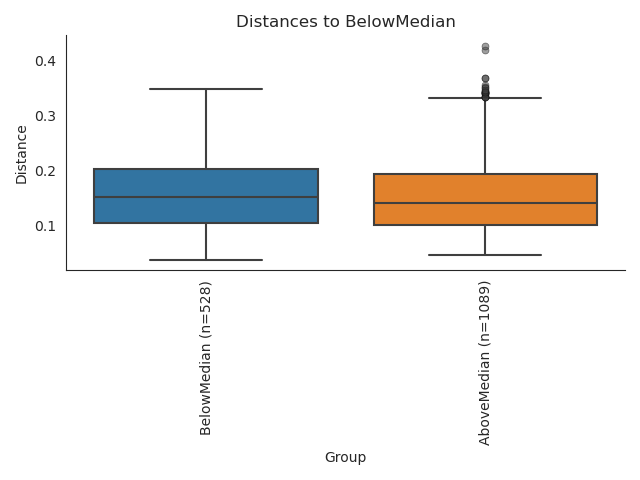 Distances to BelowMedian
Distance
0.4
0.3
0.2
0.1
BelowMedian (n=528)
AboveMedian (n=1089)
Group